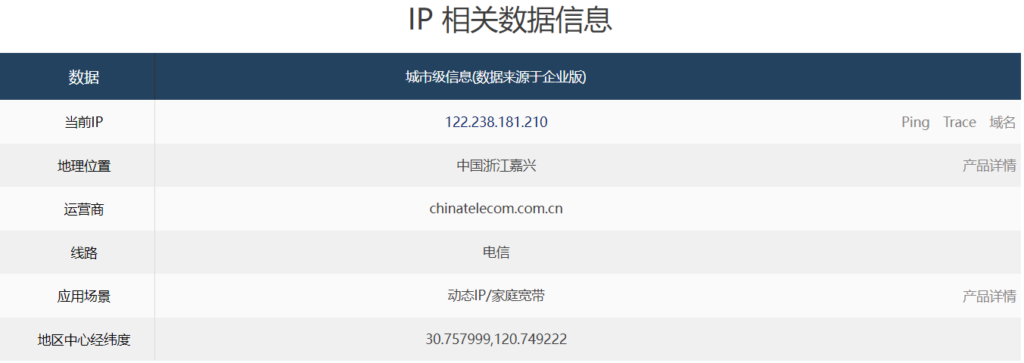 IP 相关数据信息
数据 城市级信息(数据来源于企业版)
当前IP 122.238.181.210 Ping Trace 域名
地理位置 中国浙江嘉兴 产品详情
运营商 chinatelecom.com.cn
线路 电信
应用场景 动态IP/家庭宽带 产品详情
地区中心经纬度 30.757999,120.749222